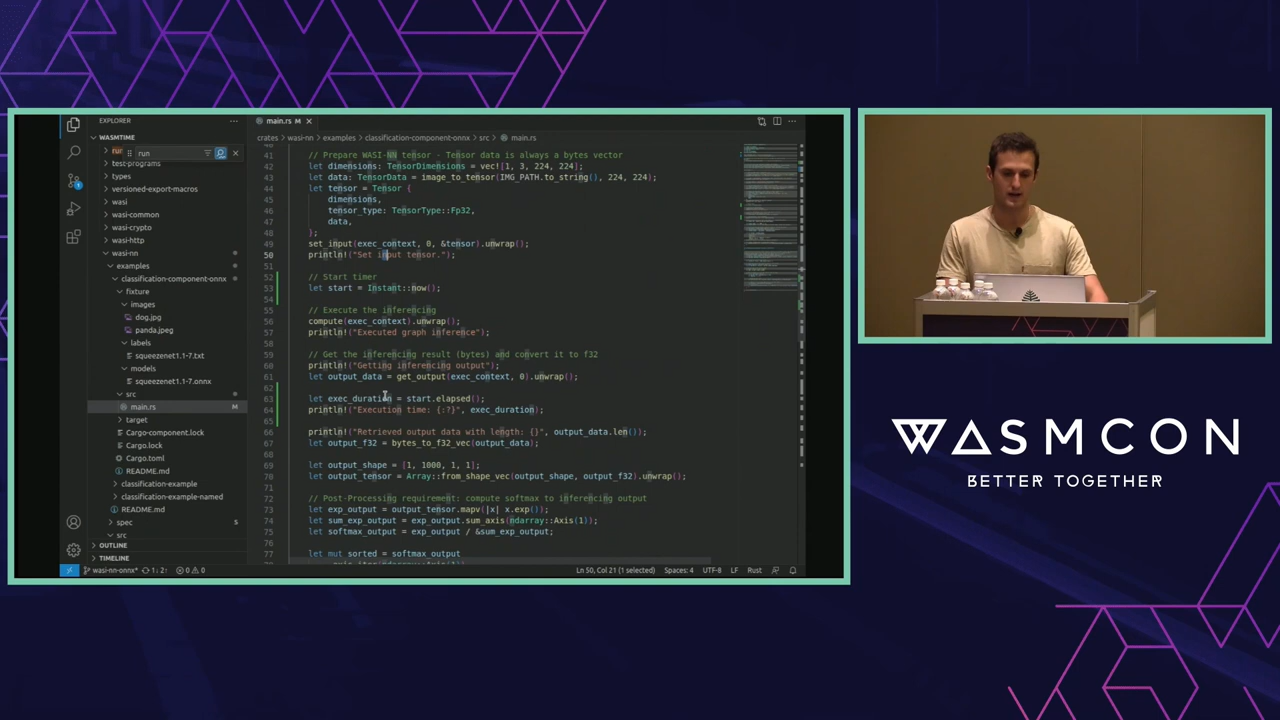 EXPLORER
WASMTIME
run
run
test-programs
types
versioned-export-macros
wasi
wasi-common
wasi-crypto
wasi-http
wasi-nn
examples
classification-component-onnx
fixture
images
dog.jpg
panda.jpeg
labels
squeezenet1.1-7.txt
models
squeezenet1.1-7.onnx
src
main.rs M
target
Cargo-component.lock
Cargo.lock
Cargo.toml
README.md
classification-example
classification-example-named
README.md
spec 5
src
OUTLINE
TIMELINE
main.rs M
crates > wasi-nn > examples > classification-component-onnx > src > main.rs
41 // Prepare WASI-NN tensor - Tensor data is always a bytes vector
42 let dimensions: TensorDimensions = vec![1, 3, 224, 224];
43 let data: TensorData = image_to_tensor(IMG_PATH.to_string(), 224, 224);
44 let tensor = Tensor {
45 dimensions,
46 tensor_type: TensorType::Fp32,
47 data,
48 };
49 set_input(exec_context, 0, &tensor).unwrap();
50 println!("Set input tensor.");
51
52 // Start timer
53 let start = Instant::now();
54
55 // Execute the inferencing
56 compute(exec_context).unwrap();
57 println!("Executed graph inference");
58
59 // Get the inferencing result (bytes) and convert it to f32
60 println!("Getting inferencing output");
61 let output_data = get_output(exec_context, 0).unwrap();
62
63 let exec_duration = start.elapsed();
64 println!("Execution time: {:?}", exec_duration);
65
66 println!("Retrieved output data with length: {}", output_data.len());
67 let output_f32 = bytes_to_f32_vec(output_data);
68
69 let output_shape = [1, 1000, 1, 1];
70 let output_tensor = Array::from_shape_vec(output_shape, output_f32).unwrap();
71
72 // Post-Processing requirement: compute softmax to inferencing output
73 let exp_output = output_tensor.mapv(|x| x.exp());
74 let sum_exp_output = exp_output.sum_axis(ndarray::Axis(1));
75 let softmax_output = exp_output / &sum_exp_output;
76
77 let mut sorted = softmax_output
wasi-nn-onnx* 1↓ 2↑ 0 0
Ln 50, Col 21 (1 selected) Spaces: 4 UTF-8 LF Rust
WASMCON
BETTER TOGETHER